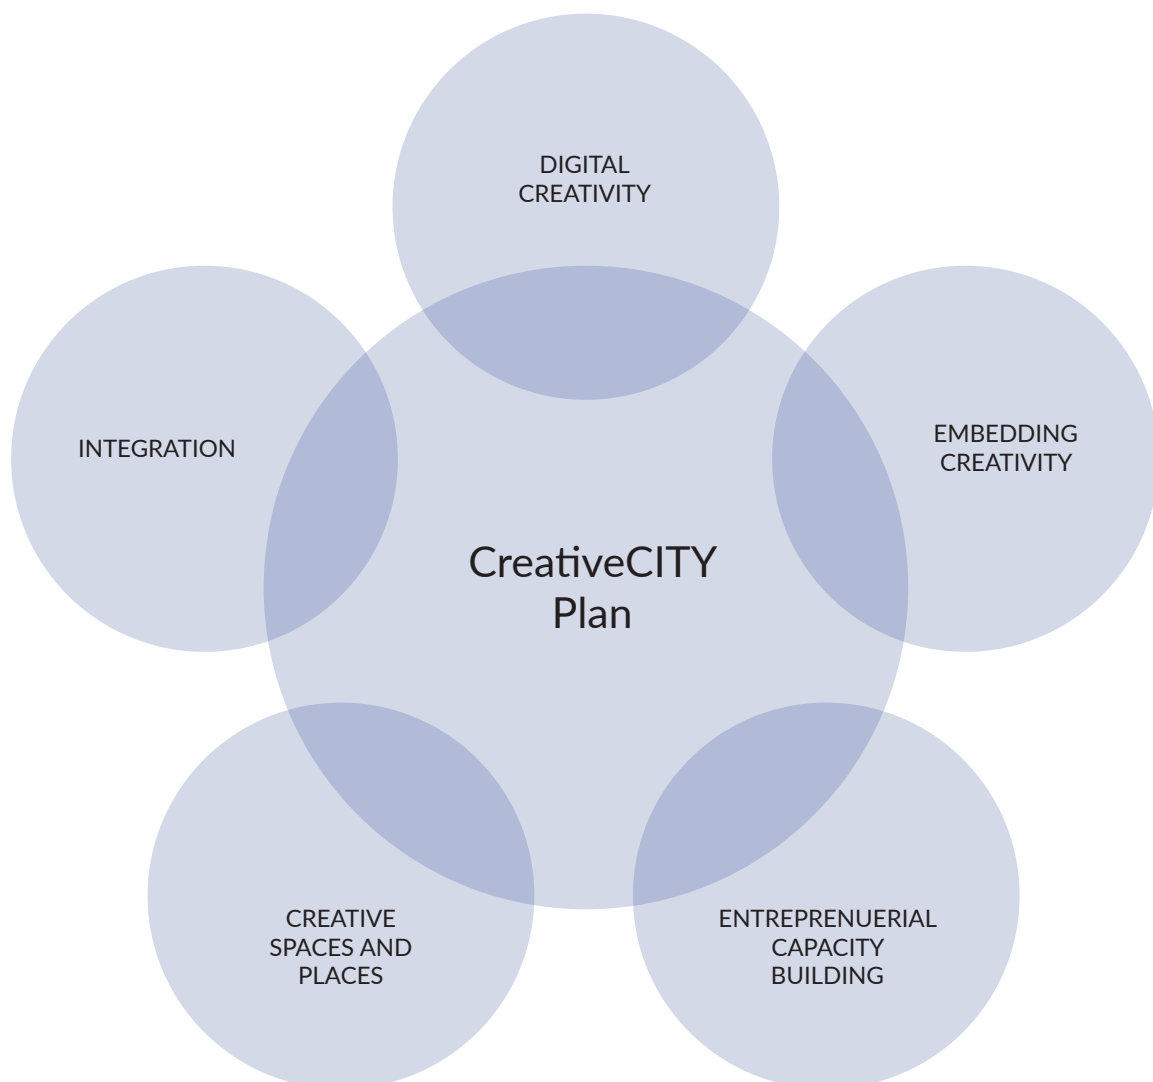 DIGITAL
CREATIVITY
INTEGRATION
EMBEDDING
CREATIVITY
CreativeCITY
Plan
CREATIVE
SPACES AND
PLACES
ENTREPRENUERIAL
CAPACITY
BUILDING